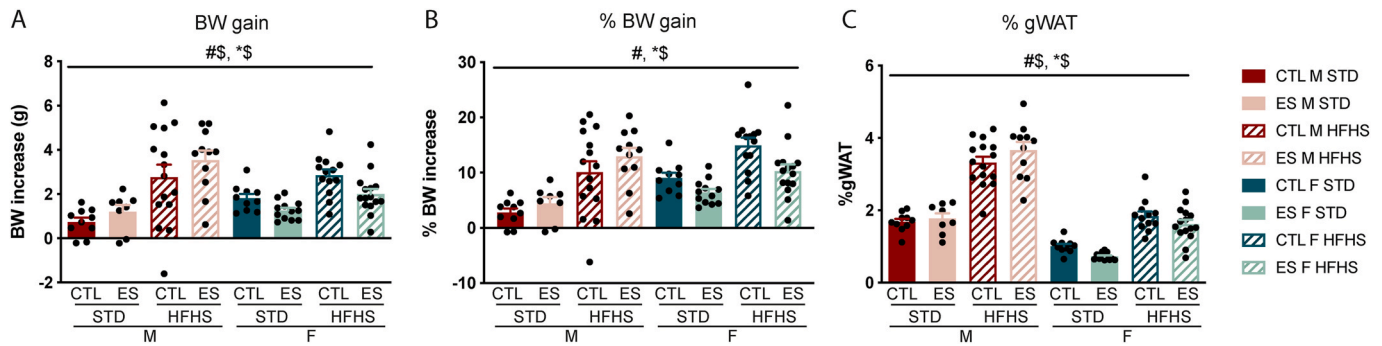 A
BW gain
#$, *$
BW increase (g)
8
6
4
2
0
-2
CTL ES CTL ES CTL ES CTL ES
STD HFHS STD HFHS
M F
B
% BW gain
#, *$
% BW increase
30
20
10
0
-10
CTL ES CTL ES CTL ES CTL ES
STD HFHS STD HFHS
M F
C
% gWAT
#$, *$
%gWAT
6
4
2
0
CTL ES CTL ES CTL ES CTL ES
STD HFHS STD HFHS
M F
CTL M STD
ES M STD
CTL M HFHS
ES M HFHS
CTL F STD
ES F STD
CTL F HFHS
ES F HFHS